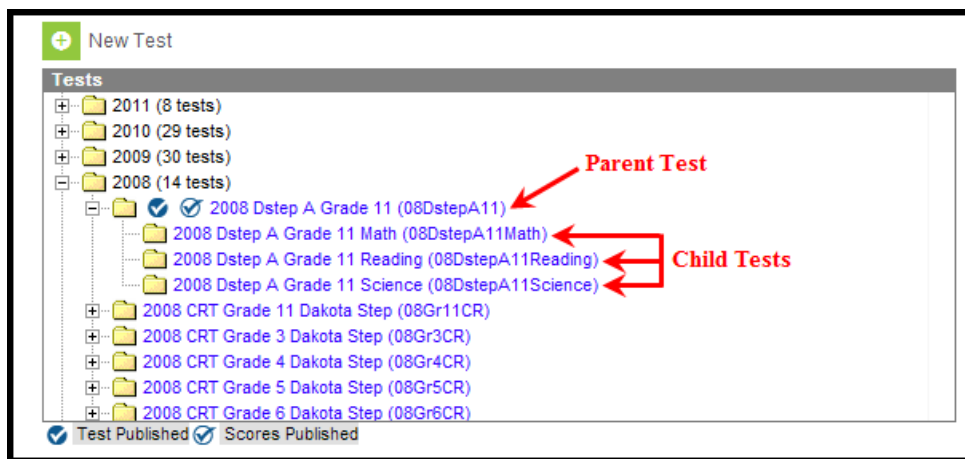 New Test
Tests
2011 (8 tests)
2010 (29 tests)
2009 (30 tests)
Parent Test
2008 (14 tests)
2008 Dstep A Grade 11 (08DstepA11)
2008 Dstep A Grade 11 Math (08DstepA11Math)
2008 Dstep A Grade 11 Reading (08DstepA11Reading) Child Tests
2008 Dstep A Grade 11 Science (08DstepA11Science)
2008 CRT Grade 11 Dakota Step (08Gr11CR)
2008 CRT Grade 3 Dakota Step (08Gr3CR)
2008 CRT Grade 4 Dakota Step (08Gr4CR)
2008 CRT Grade 5 Dakota Step (08Gr5CR)
2008 CRT Grade 6 Dakota Step (08Gr6CR)
Test Published Scores Published